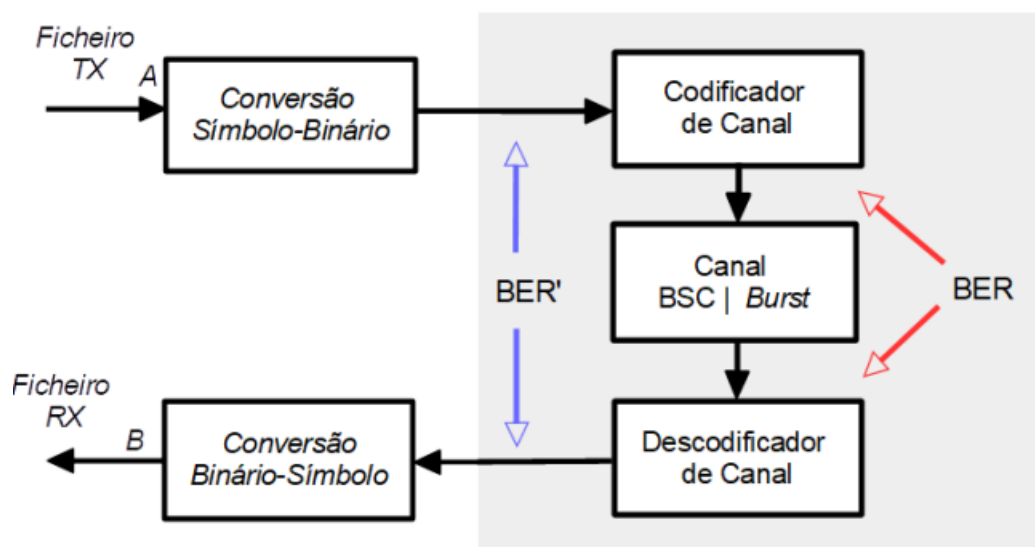 Ficheiro
TX
A
Conversão
Símbolo-Binário
Codificador
de Canal
Canal
BSC | Burst
BER'
BER
Ficheiro
RX
B
Conversão
Binário-Símbolo
Descodificador
de Canal